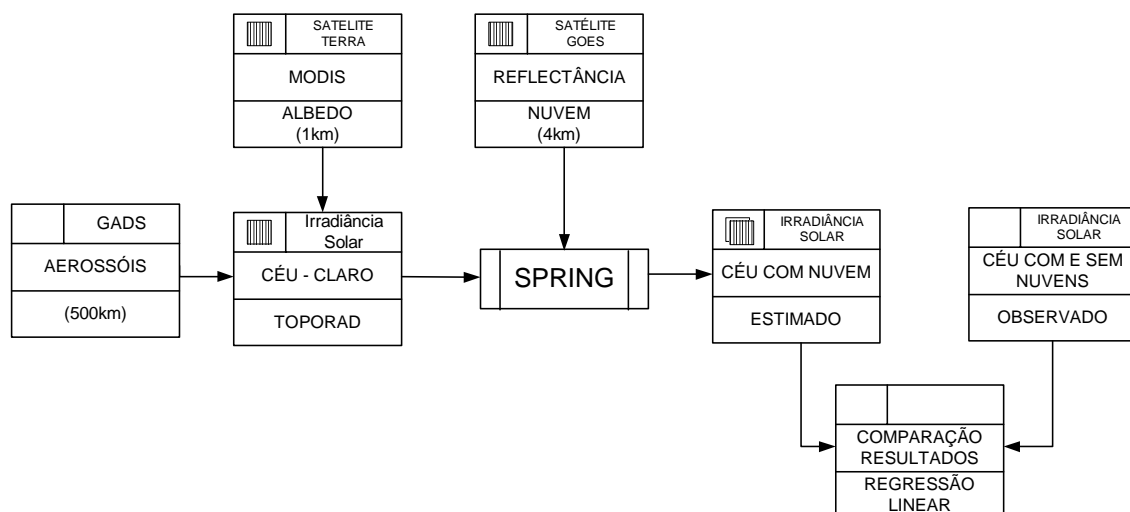 SATELITE
TERRA
MODIS
ALBEDO
(1km)
SATÉLITE
GOES
REFLECTÂNCIA
NUVEM
(4km)
GADS
AEROSSÓIS
(500km)
Irradiância
Solar
CÉU - CLARO
TOPORAD
SPRING
IRRADIÂNCIA
SOLAR
CÉU COM NUVEM
ESTIMADO
IRRADIÂNCIA
SOLAR
CÉU COM E SEM
NUVENS
OBSERVADO
COMPARAÇÃO
RESULTADOS
REGRESSÃO
LINEAR